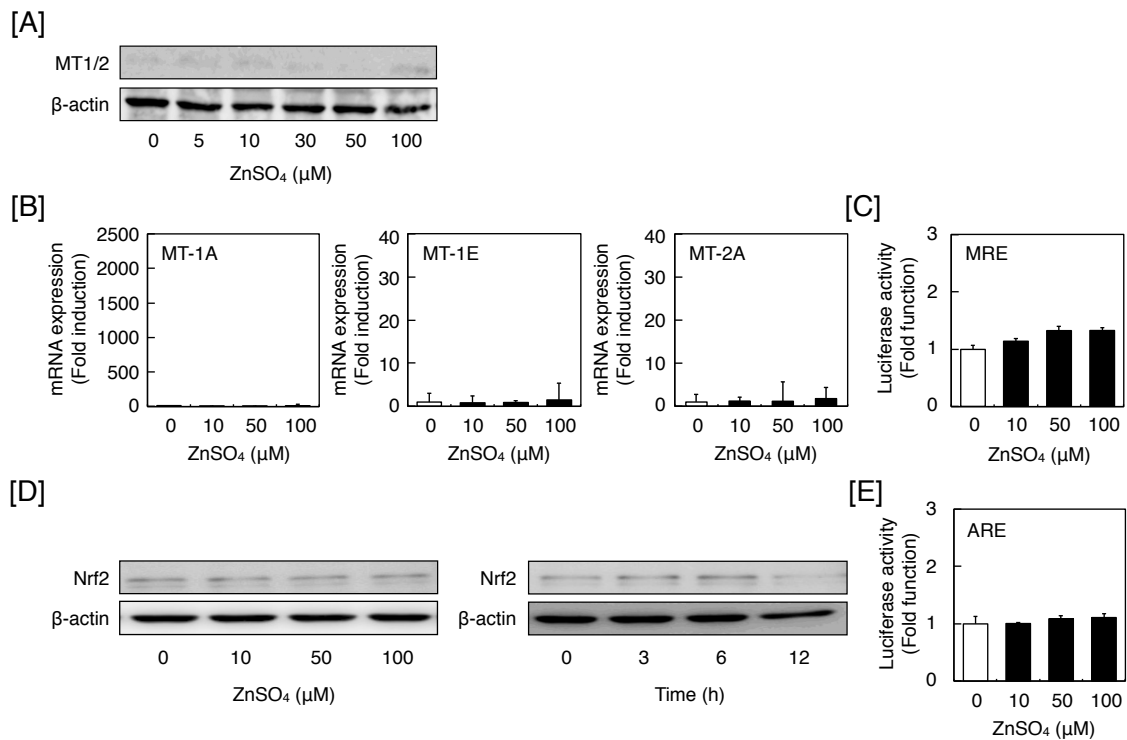 [A]
MT1/2
β-actin
0 5 10 30 50 100
ZnSO₄ (μM)
[B]
mRNA expression
(Fold induction)
2500
2000
1500
1000
500
0
MT-1A
0 10 50 100
ZnSO₄ (μM)
mRNA expression
(Fold induction)
40
30
20
10
0
MT-1E
0 10 50 100
ZnSO₄ (μM)
mRNA expression
(Fold induction)
40
30
20
10
0
MT-2A
0 10 50 100
ZnSO₄ (μM)
[C]
Luciferase activity
(Fold function)
3
2
1
0
MRE
0 10 50 100
ZnSO₄ (μM)
[D]
Nrf2
β-actin
0 10 50 100
ZnSO₄ (μM)
Nrf2
β-actin
0 3 6 12
Time (h)
[E]
Luciferase activity
(Fold function)
3
2
1
0
ARE
0 10 50 100
ZnSO₄ (μM)